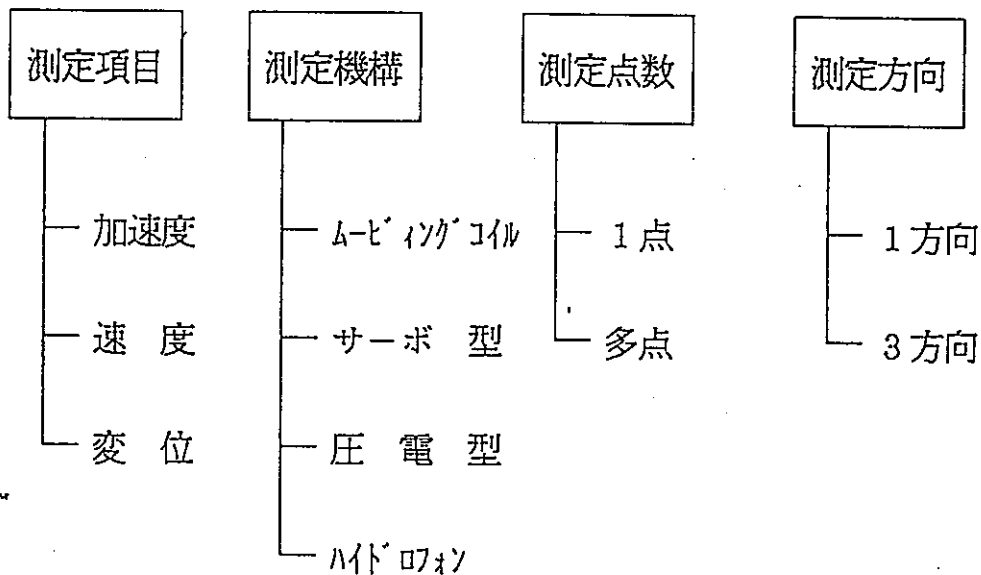 測定項目
加速度
速 度
変 位
測定機構
ﾑｰﾋﾞｨﾝｸﾞｺｲﾙ
サーボ 型
圧 電 型
ﾊｲﾄﾞﾛﾌｫﾝ
測定点数
1点
多点
測定方向
1方向
3方向